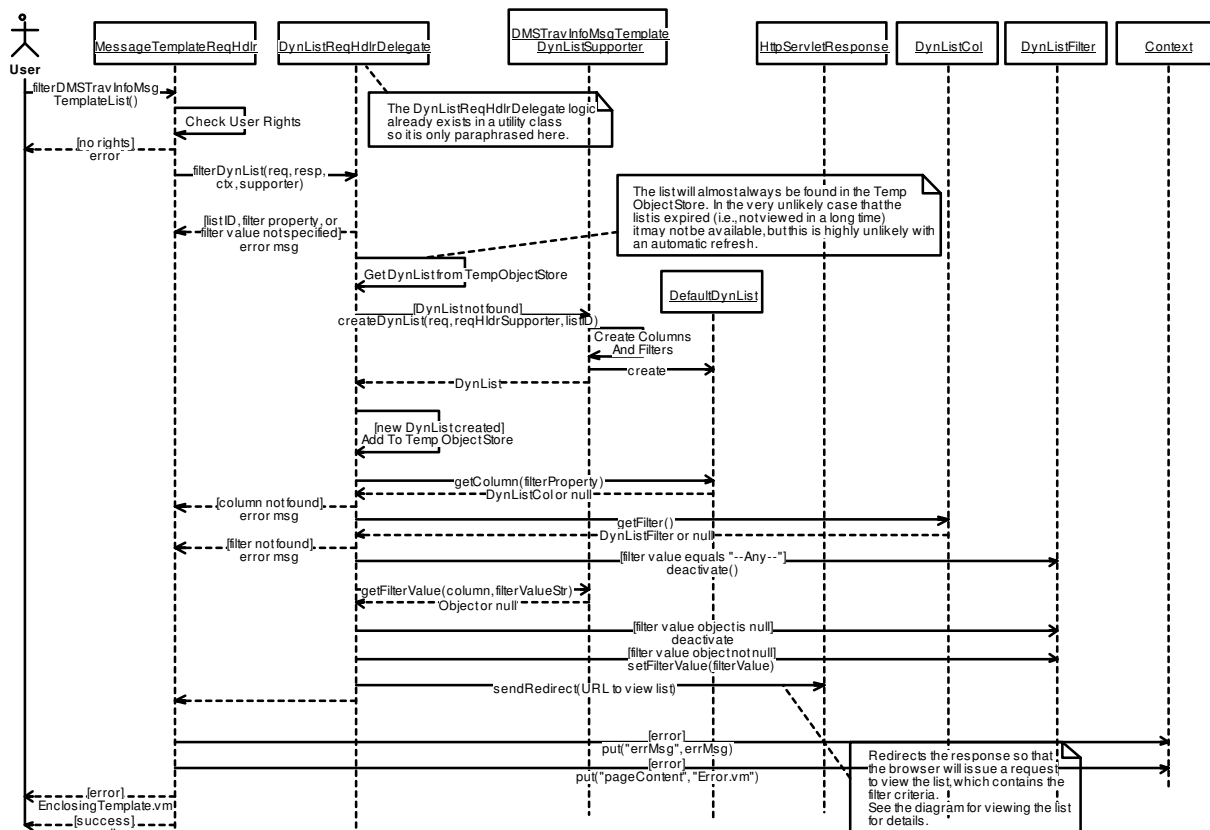 User
MessageTemplateReqHdlr
DynListReqHdlrDelegate
DMSTravInfoMsgTemplate
DynListSupporter
HttpServletResponse
DynListCol
DynListFilter
Context
filterDMSTravInfoMsg
TemplateList()
The DynListReqHdlrDelegate logic
already exists in a utility class
so it is only paraphrased here.
Check User Rights
[no rights]
error
filterDynList(req, resp,
ctx, supporter)
The list will almost always be found in the Temp
Object Store. In the very unlikely case that the
list is expired (i.e., not viewed in a long time)
it may not be available, but this is highly unlikely with
an automatic refresh.
[list ID, filter property, or
filter value not specified]
error msg
Get DynList from TempObjectStore
DefaultDynList
[DynList not found]
createDynList(req, reqHldrSupporter, listID)
Create Columns
And Filters
create
DynList
[new DynList created]
Add To Temp ObjectStore
getColumn(filterProperty)
DynListCol or null
[column not found]
error msg
getFilter()
DynListFilter or null
[filter not found]
error msg
[filter value equals "--Any--"]
deactivate()
getFilterValue(column, filterValueStr)
Object or null
[filter value object is null]
deactivate
[filter value object not null]
setFilterValue(filterValue)
sendRedirect(URL to view list)
[error]
put("errMsg", errMsg)
[error]
put("pageContent", "Error.vm")
Redirects the response so that
the browser will issue a request
to view the list, which contains the
filter criteria.
See the diagram for viewing the list
for details.
[error]
EnclosingTemplate.vm
[success]